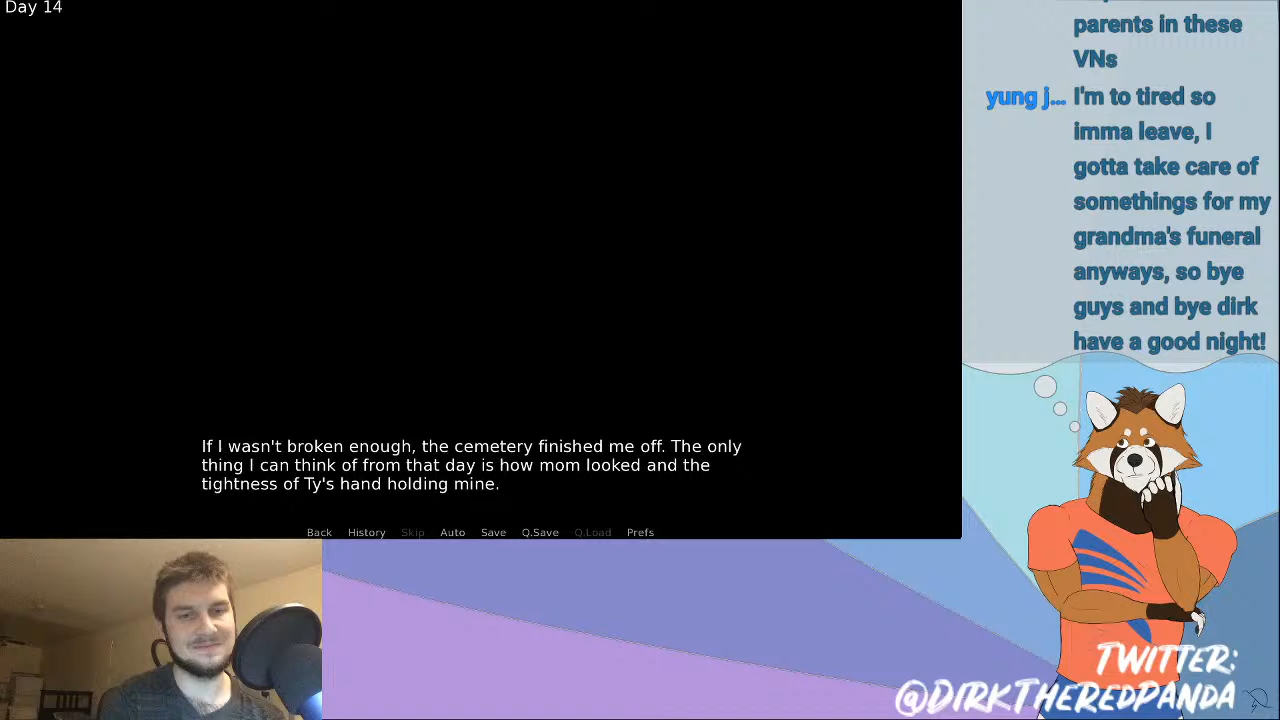 Day 14
parents in these
VNs
yung j... I'm to tired so
imma leave, I
gotta take care of
somethings for my
grandma's funeral
anyways, so bye
guys and bye dirk
have a good night!
If I wasn't broken enough, the cemetery finished me off. The only
thing I can think of from that day is how mom looked and the
tightness of Ty's hand holding mine.
Back History Skip Auto Save Q.Save Q.Load Prefs
TWITTER:
@DIRKTHEREDPANDA